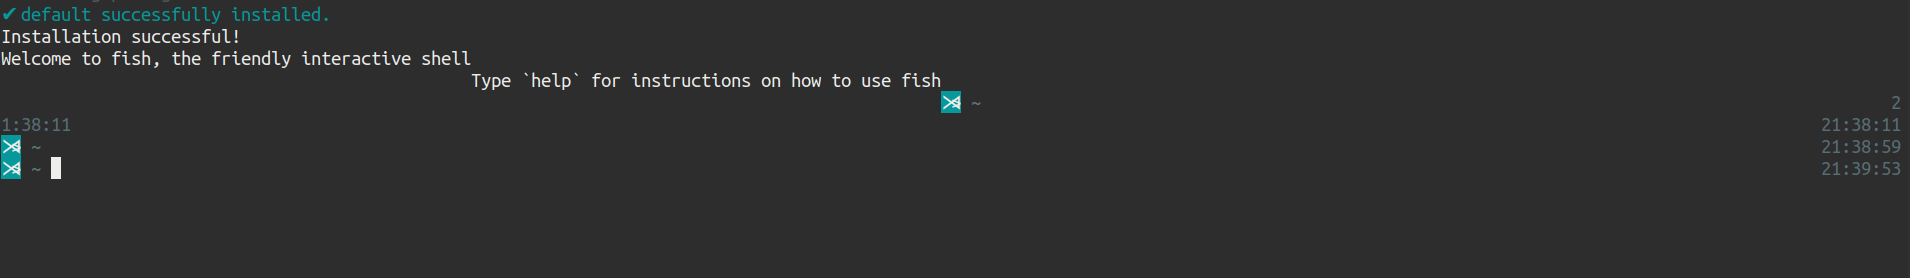 ✔ default successfully installed.
Installation successful!
Welcome to fish, the friendly interactive shell
Type `help` for instructions on how to use fish
⋊> ~ 2
1:38:11 21:38:11
⋊> ~ 21:38:59
⋊> ~ 21:39:53